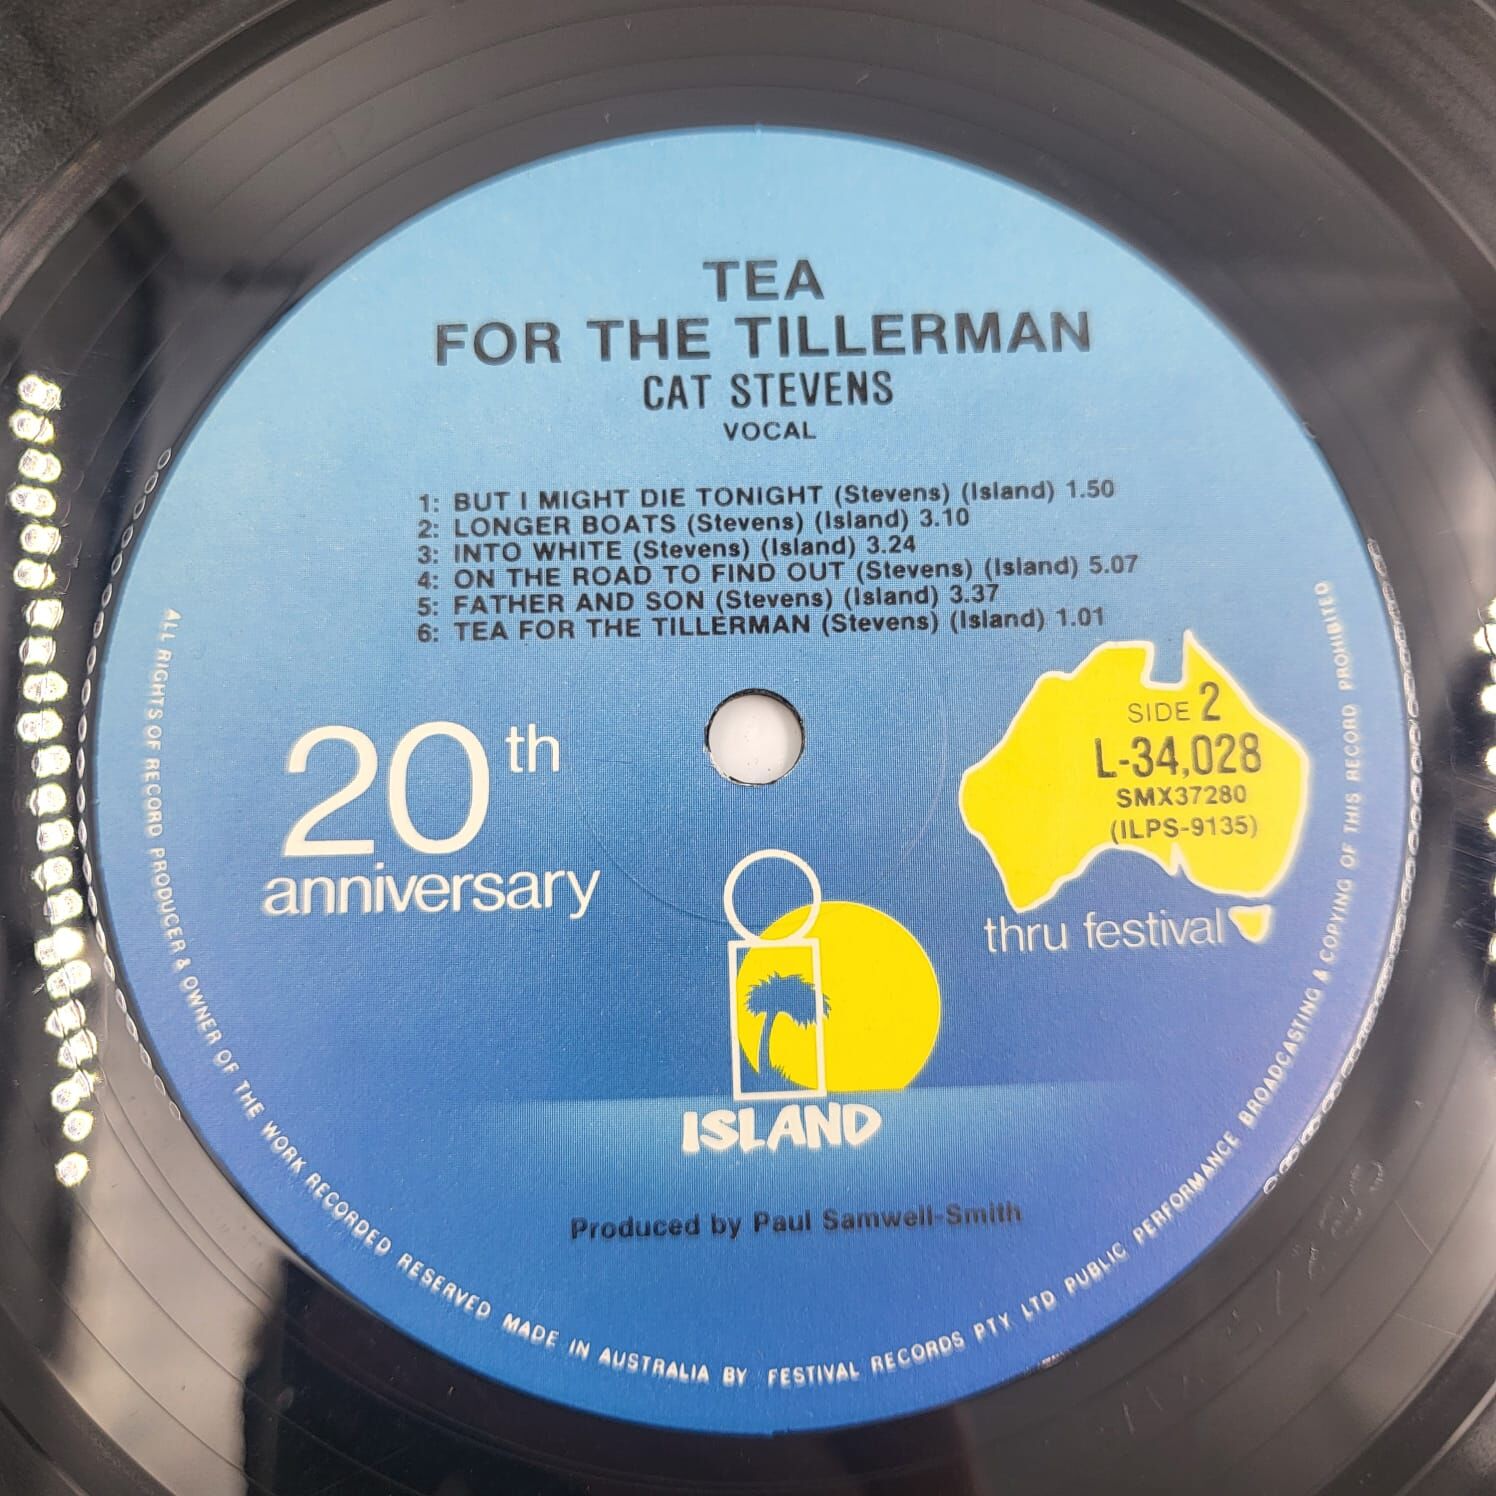 TEA
FOR THE TILLERMAN
CAT STEVENS
VOCAL
1: BUT I MIGHT DIE TONIGHT (Stevens) (Island) 1.50
2: LONGER BOATS (Stevens) (Island) 3.10
3: INTO WHITE (Stevens) (Island) 3.24
4: ON THE ROAD TO FIND OUT (Stevens) (Island) 5.07
5: FATHER AND SON (Stevens) (Island) 3.37
6: TEA FOR THE TILLERMAN (Stevens) (Island) 1.01
20th
anniversary
SIDE 2
L-34,028
SMX37280
(ILPS-9135)
thru festival
ISLAND
Produced by Paul Samwell-Smith
ALL RIGHTS OF RECORD PRODUCER & OWNER OF THE WORK RECORDED RESERVED MADE IN AUSTRALIA BY FESTIVAL RECORDS PTY LTD PUBLIC PERFORMANCE BROADCASTING & COPYING OF THIS RECORD PROHIBITED